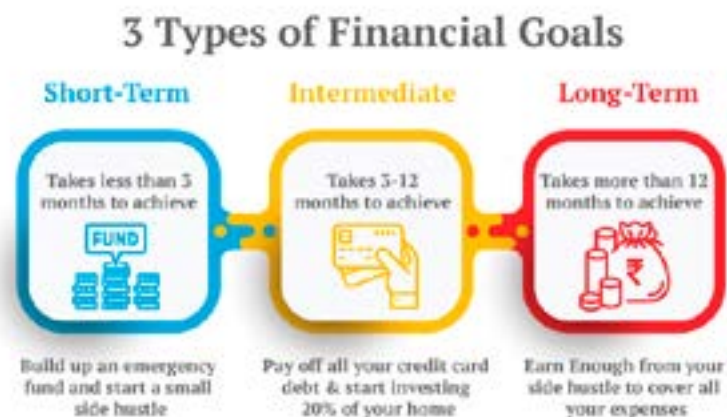 3 Types of Financial Goals
Short-Term
Takes less than 3
months to achieve
FUND
Build up an emergency
fund and start a small
side hustle
Intermediate
Takes 3-12
months to achieve
Pay off all your credit card
debt & start investing
20% of your home
Long-Term
Takes more than 12
months to achieve
₹
Earn Enough from your
side hustle to cover all
your expenses